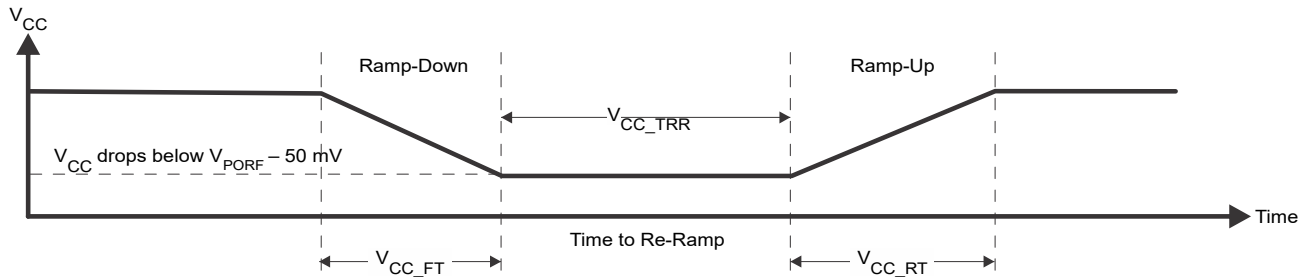 V_CC
Ramp-Down
Ramp-Up
V_CC_TRR
V_CC drops below V_PORF – 50 mV
Time
Time to Re-Ramp
V_CC_FT
V_CC_RT